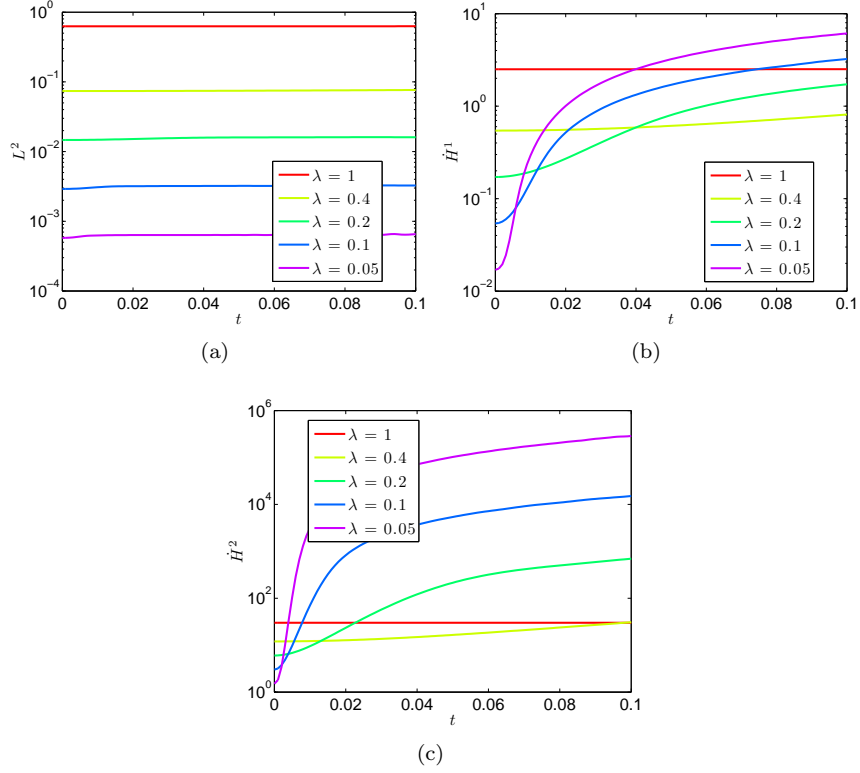 10^0
10^{-1}
10^{-2}
10^{-3}
10^{-4}
L^2
0 0.02 0.04 0.06 0.08 0.1
t
λ = 1
λ = 0.4
λ = 0.2
λ = 0.1
λ = 0.05
(a)
10^1
10^0
10^{-1}
10^{-2}
Ḣ^1
0 0.02 0.04 0.06 0.08 0.1
t
λ = 1
λ = 0.4
λ = 0.2
λ = 0.1
λ = 0.05
(b)
10^6
10^4
10^2
10^0
Ḣ^2
0 0.02 0.04 0.06 0.08 0.1
t
λ = 1
λ = 0.4
λ = 0.2
λ = 0.1
λ = 0.05
(c)